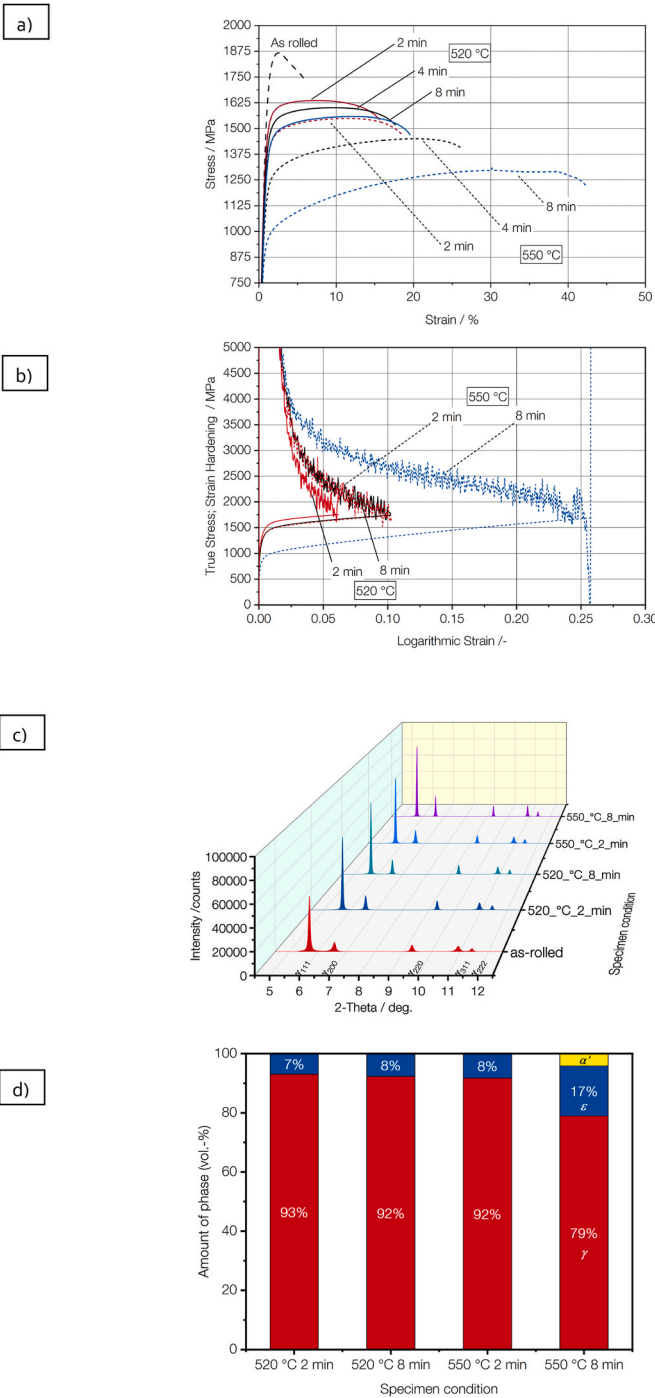 a)
2000
1875
1750
1625
1500
1375
1250
1125
1000
875
750
Stress / MPa
As rolled
2 min
520 °C
4 min
8 min
8 min
4 min
2 min
550 °C
0 10 20 30 40 50
Strain / %
b)
5000
4500
4000
3500
3000
2500
2000
1500
1000
500
0
True Stress; Strain Hardening / MPa
550 °C
2 min
8 min
2 min
8 min
520 °C
0.00 0.05 0.10 0.15 0.20 0.25 0.30
Logarithmic Strain /-
c)
100000
80000
60000
40000
20000
0
Intensity /counts
550_°C_8_min
550_°C_2_min
520_°C_8_min
520_°C_2_min
as-rolled
Specimen condition
γ111 γ200 γ220 γ311 γ222
5 6 7 8 9 10 11 12
2-Theta / deg.
d)
100
80
60
40
20
0
Amount of phase (vol.-%)
7% 8% 8% α'
17%
ε
93% 92% 92% 79%
γ
520 °C 2 min 520 °C 8 min 550 °C 2 min 550 °C 8 min
Specimen condition